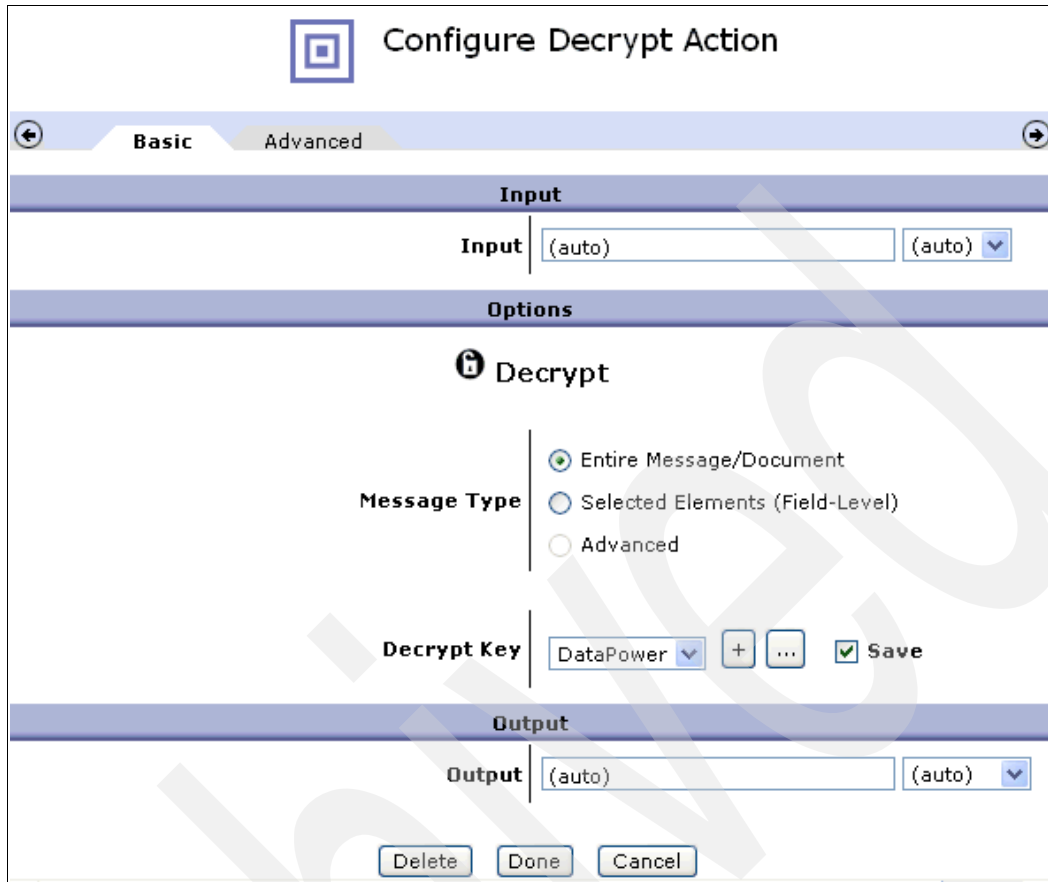 Configure Decrypt Action
Basic Advanced
Input
Input (auto) (auto)
Options
Decrypt
Entire Message/Document
Message Type Selected Elements (Field-Level)
Advanced
Decrypt Key DataPower + ... Save
Output
Output (auto) (auto)
Delete Done Cancel